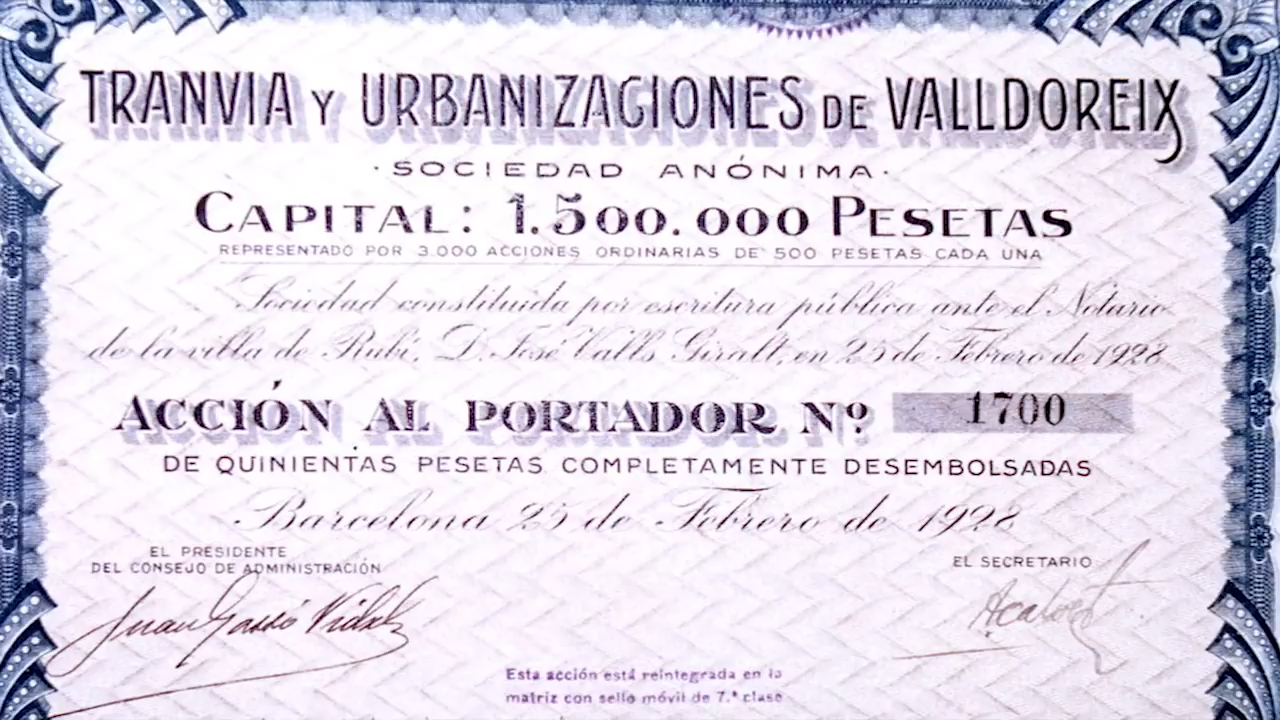 TRANVIA Y URBANIZACIONES DE VALLDOREIX
· SOCIEDAD ANÓNIMA ·
CAPITAL: 1.500.000 PESETAS
REPRESENTADO POR 3.000 ACCIONES ORDINARIAS DE 500 PESETAS CADA UNA
Sociedad constituida por escritura pública ante el Notario
de la villa de Rubí, D. José Valls Giralt, en 25 de Febrero de 1928
ACCIÓN AL PORTADOR Nº 1700
DE QUINIENTAS PESETAS COMPLETAMENTE DESEMBOLSADAS
Barcelona 25 de Febrero de 1928
EL PRESIDENTE
DEL CONSEJO DE ADMINISTRACIÓN
EL SECRETARIO
Juan Gassó Vidal
Esta acción está reintegrada en la
matriz con sello móvil de 7.ª clase